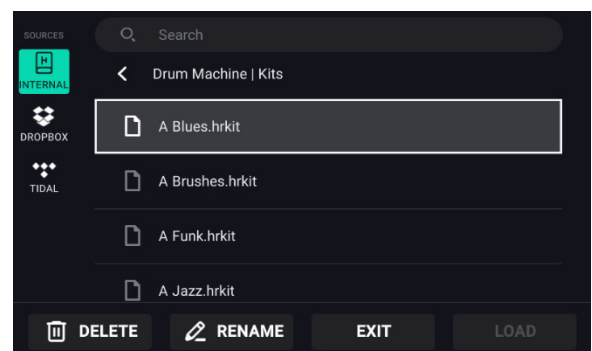 SOURCES
Search
H
INTERNAL
Drum Machine | Kits
DROPBOX
A Blues.hrkit
TIDAL
A Brushes.hrkit
A Funk.hrkit
A Jazz.hrkit
DELETE RENAME EXIT LOAD